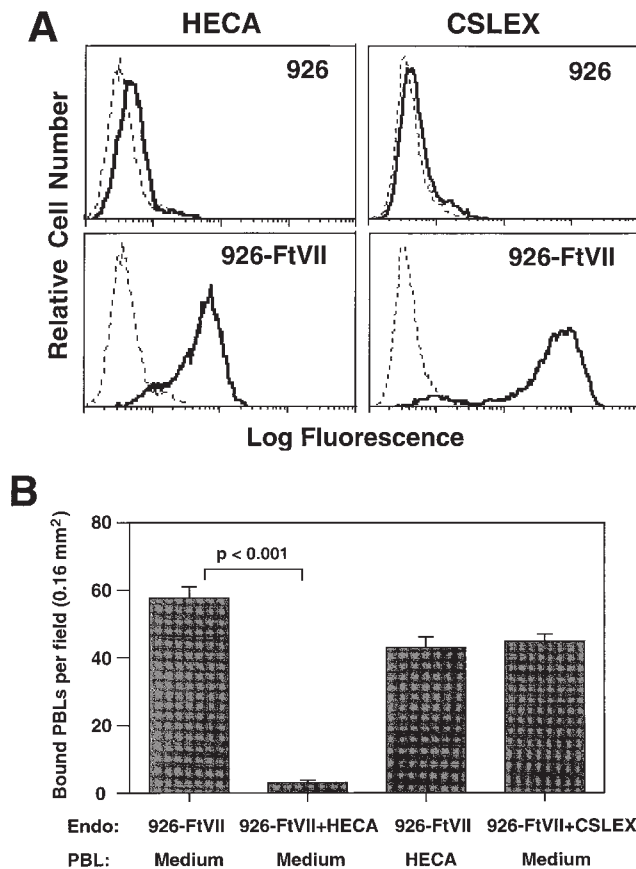 A
HECA
CSLEX
926
926
926-FtVII
926-FtVII
Relative Cell Number
Log Fluorescence
B
Bound PBLs per field (0.16 mm²)
80
60
40
20
0
p < 0.001
Endo: 926-FtVII 926-FtVII+HECA 926-FtVII 926-FtVII+CSLEX
PBL: Medium Medium HECA Medium